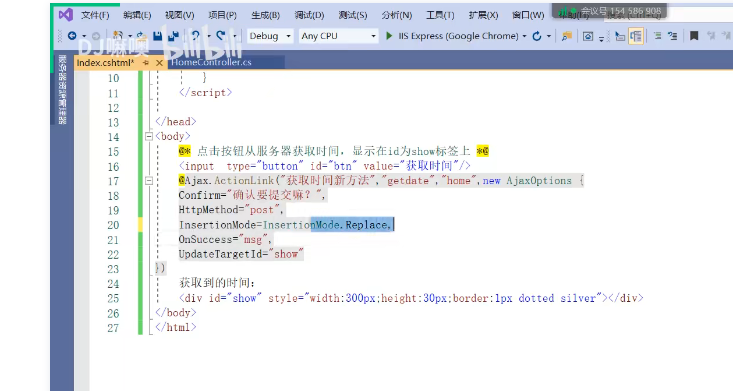 文件(F) 编辑(E) 视图(V) 项目(P) 生成(B) 调试(D) 测试(S) 分析(N) 工具(T) 扩展(X) 窗口(W)
会议号 154 586 908
Debug Any CPU IIS Express (Google Chrome)
bilibili
Index.cshtml* HomeController.cs
10 }
11 </script>
12
13 </head>
14 <body>
15 @* 点击按钮从服务器获取时间，显示在id为show标签上 *@
16 <input type="button" id="btn" value="获取时间"/>
17 @Ajax.ActionLink("获取时间新方法","getdate","home",new AjaxOptions {
18 Confirm="确认要提交嘛？",
19 HttpMethod="post",
20 InsertionMode=InsertionMode.Replace,
21 OnSuccess="msg",
22 UpdateTargetId="show"
23 })
24 获取到的时间:
25 <div id="show" style="width:300px;height:30px;border:1px dotted silver"></div>
26 </body>
27 </html>